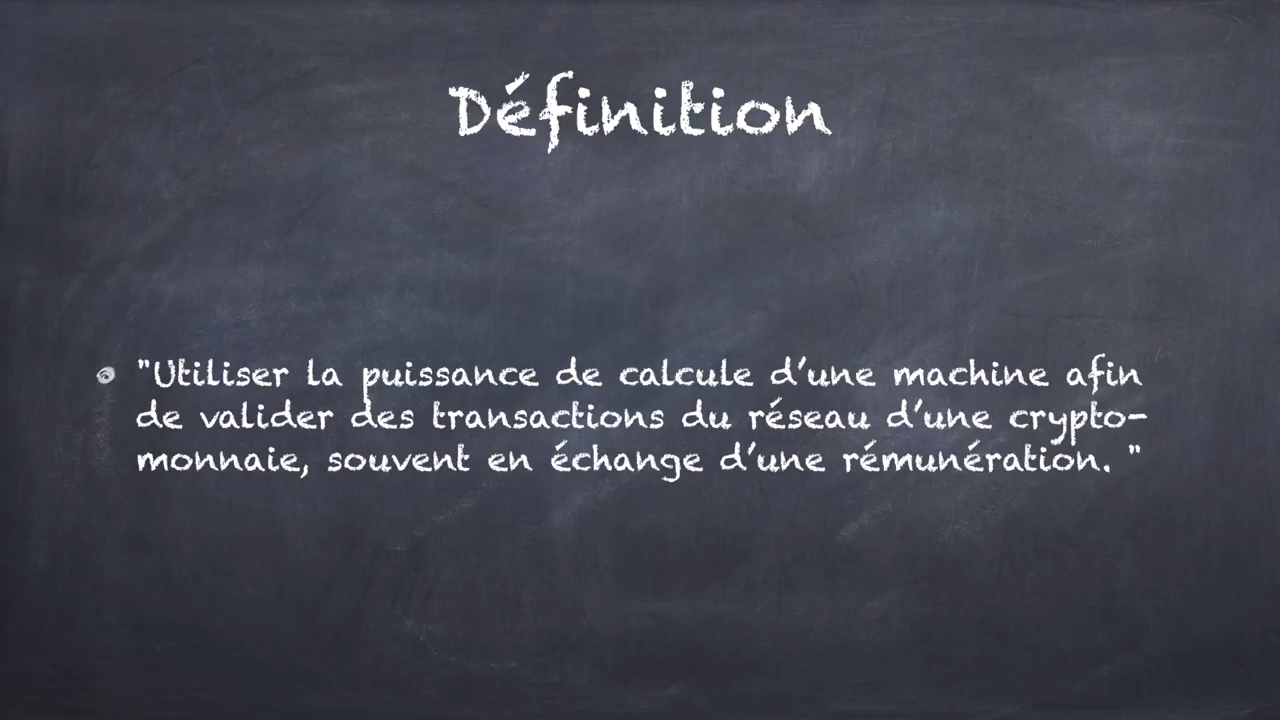 Définition
"Utiliser la puissance de calcule d'une machine afin
de valider des transactions du réseau d'une crypto-
monnaie, souvent en échange d'une rémunération. "